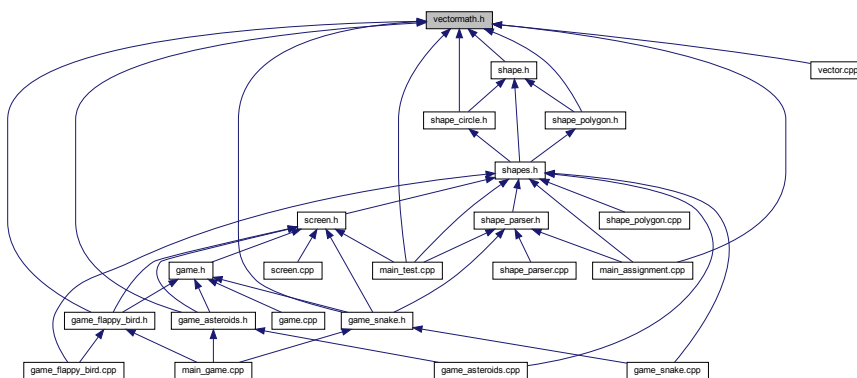 vectormath.h
shape.h
vector.cpp
shape_circle.h
shape_polygon.h
shapes.h
screen.h
shape_parser.h
shape_polygon.cpp
game.h
screen.cpp
main_test.cpp
shape_parser.cpp
main_assignment.cpp
game_flappy_bird.h
game_asteroids.h
game.cpp
game_snake.h
game_flappy_bird.cpp
main_game.cpp
game_asteroids.cpp
game_snake.cpp